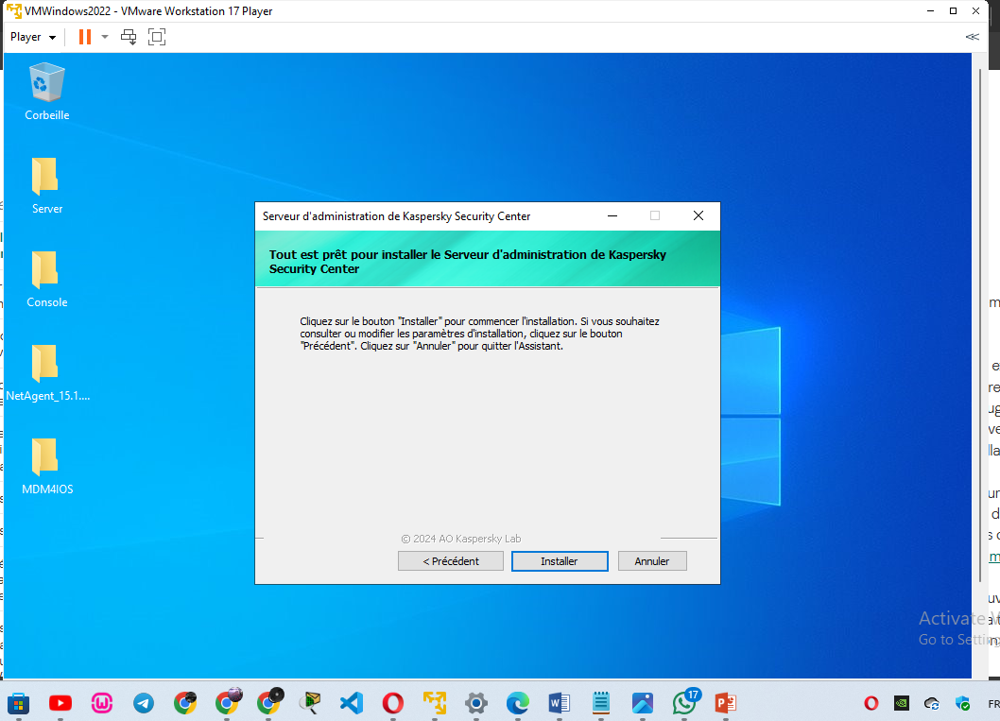 VMWindows2022 - VMware Workstation 17 Player
Player
Corbeille
Server
Console
NetAgent_15.1....
MDM4IOS
Serveur d'administration de Kaspersky Security Center
Tout est prêt pour installer le Serveur d'administration de Kaspersky
Security Center
Cliquez sur le bouton "Installer" pour commencer l'installation. Si vous souhaitez
consulter ou modifier les paramètres d'installation, cliquez sur le bouton
"Précédent". Cliquez sur "Annuler" pour quitter l'Assistant.
© 2024 AO Kaspersky Lab
< Précédent
Installer
Annuler
Activate
Go to Setting
17
FR